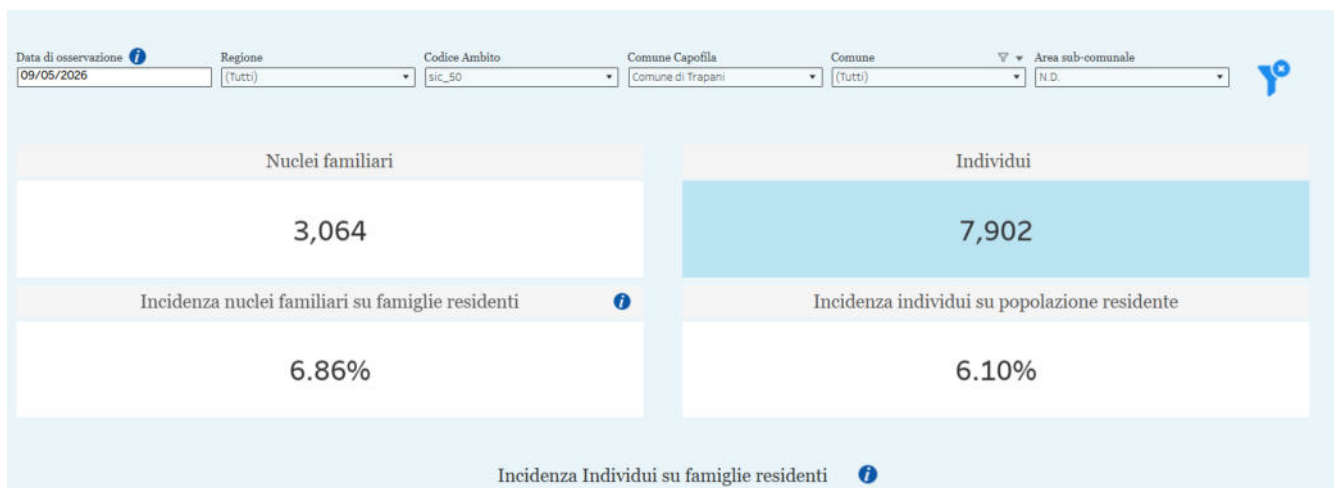 Data di osservazione
Regione
Codice Ambito
Comune Capofila
Comune
Area sub-comunale
09/05/2026
(Tutti)
sic_50
Comune di Trapani
(Tutti)
N.D.
Nuclei familiari
Individui
3,064
7,902
Incidenza nuclei familiari su famiglie residenti
Incidenza individui su popolazione residente
6.86%
6.10%
Incidenza Individui su famiglie residenti